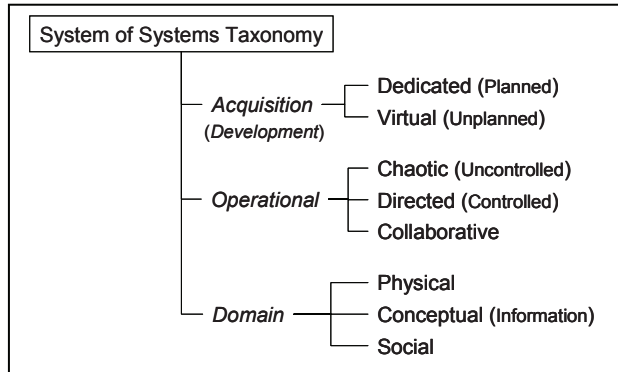 System of Systems Taxonomy
Dedicated (Planned)
Acquisition
Virtual (Unplanned)
(Development)
Chaotic (Uncontrolled)
Operational
Directed (Controlled)
Collaborative
Physical
Domain
Conceptual (Information)
Social